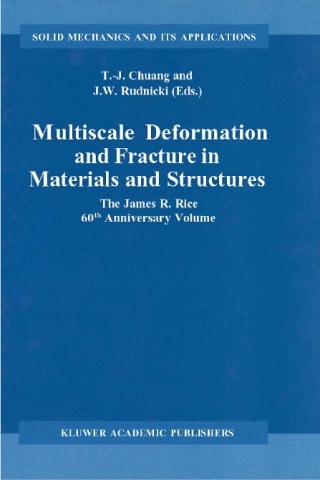 SOLID MECHANICS AND ITS APPLICATIONS
T.-J. Chuang and
J.W. Rudnicki (Eds.)
Multiscale Deformation
and Fracture in
Materials and Structures
The James R. Rice
60th Anniversary Volume
KLUWER ACADEMIC PUBLISHERS